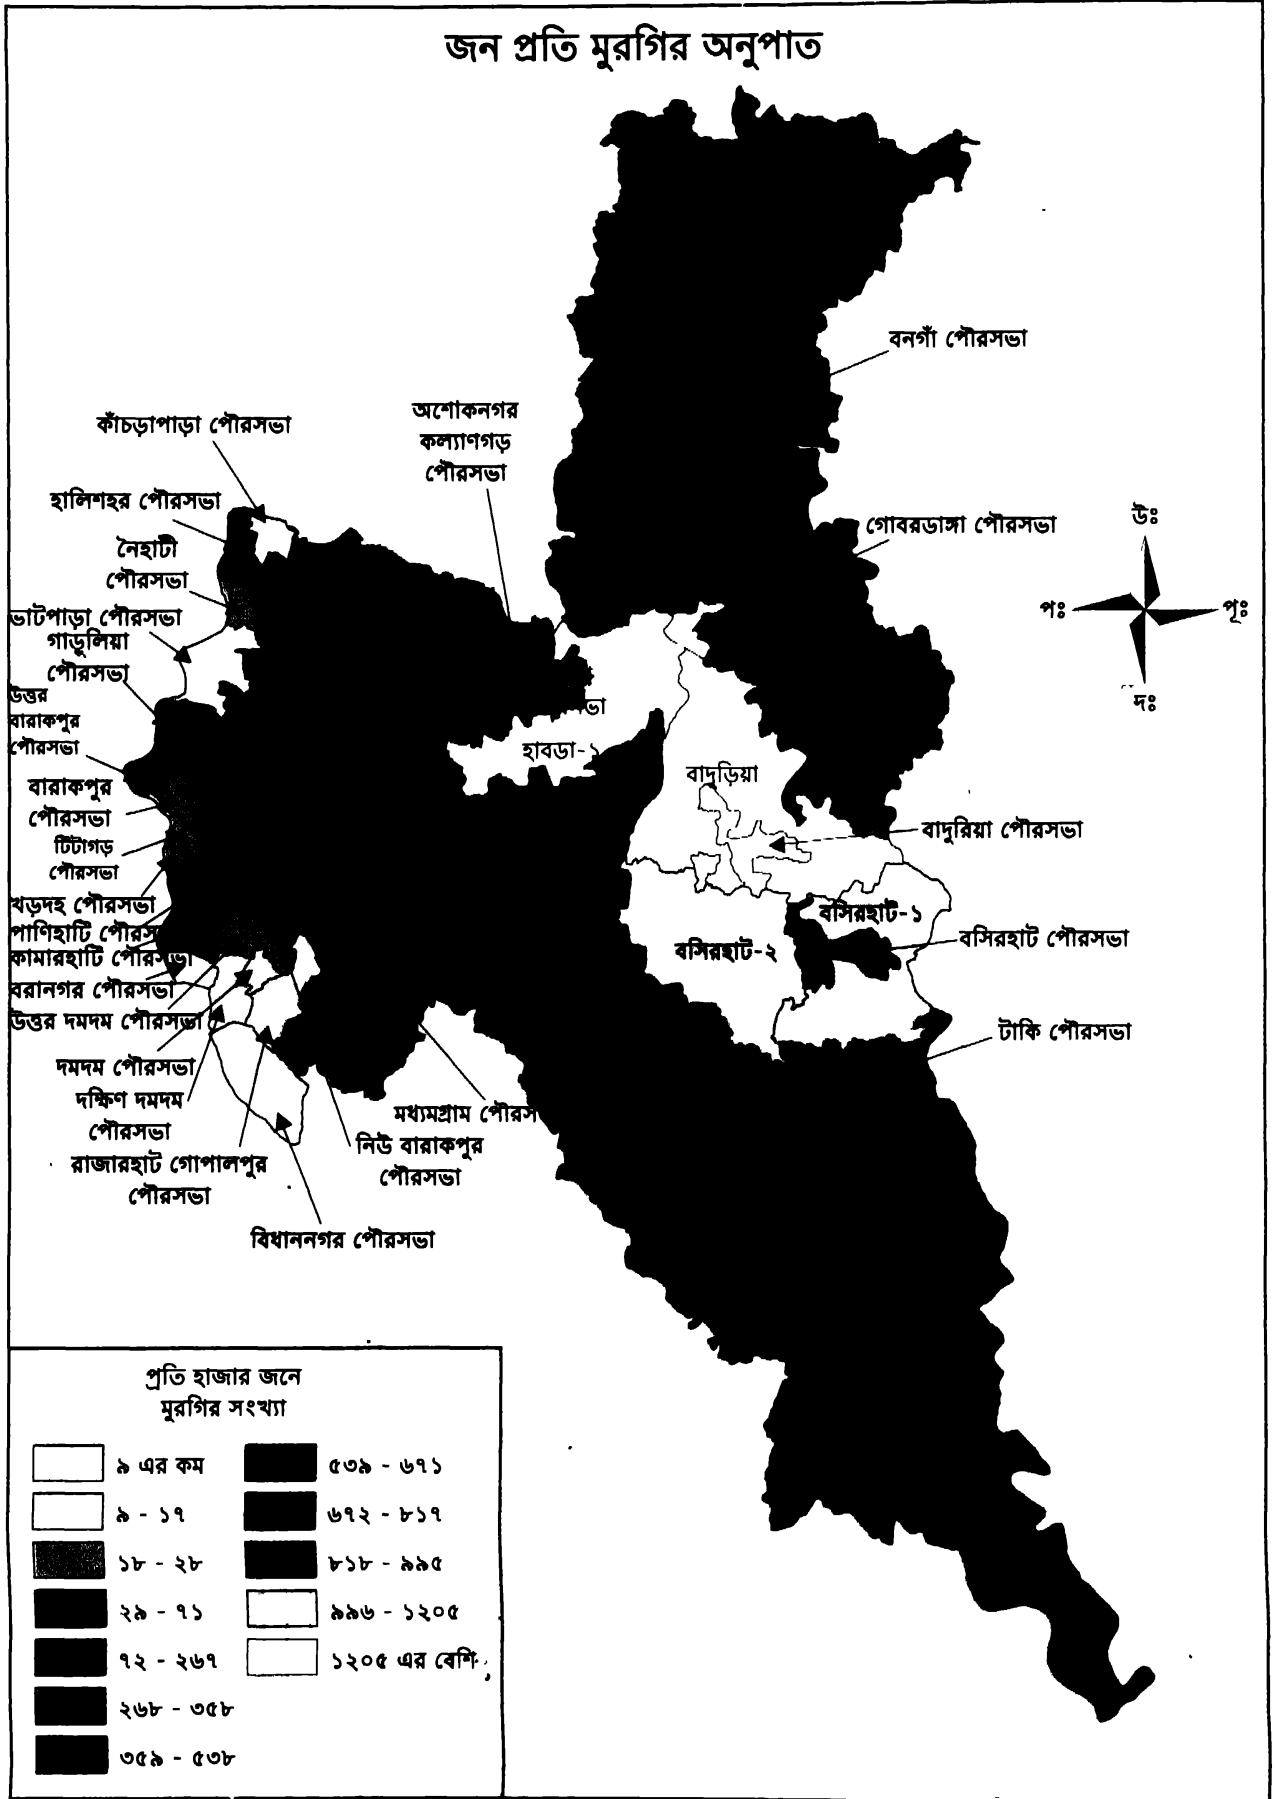 জন প্রতি মুরগির অনুপাত
বনগাঁ পৌরসভা
কাঁচড়াপাড়া পৌরসভা
অশোকনগর
কল্যাণগড়
পৌরসভা
হালিশহর পৌরসভা
গোবরডাঙ্গা পৌরসভা
উঃ
পঃ
পূঃ
দঃ
নৈহাটী
পৌরসভা
ভাটপাড়া পৌরসভা
গাড়ুলিয়া
পৌরসভা
উত্তর
বারাকপুর
পৌরসভা
হাবডা-১
বাদুড়িয়া
বারাকপুর
পৌরসভা
টিটাগড়
পৌরসভা
বাদুরিয়া পৌরসভা
খড়দহ পৌরসভা
পাণিহাটি পৌরস
কামারহাটি পৌরসভা
বরানগর পৌরসভা
উত্তর দমদম পৌরসভা
বসিরহাট-১
বসিরহাট-২
বসিরহাট পৌরসভা
টাকি পৌরসভা
দমদম পৌরসভা
দক্ষিণ দমদম
পৌরসভা
রাজারহাট গোপালপুর
পৌরসভা
মধ্যমগ্রাম পৌরস
নিউ বারাকপুর
পৌরসভা
বিধাননগর পৌরসভা
প্রতি হাজার জনে
মুরগির সংখ্যা
৯ এর কম
৯ - ১৭
১৮ - ২৮
২৯ - ৭১
৭২ - ২৬৭
২৬৮ - ৩৫৮
৩৫৯ - ৫৩৮
৫৩৯ - ৬৭১
৬৭২ - ৮১৭
৮১৮ - ৯৯৫
৯৯৬ - ১২০৫
১২০৫ এর বেশি